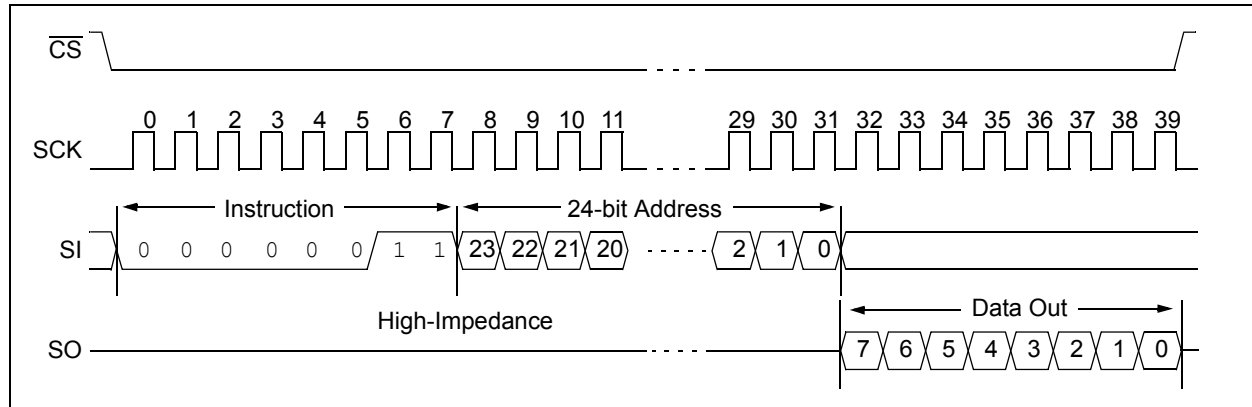 CS
0 1 2 3 4 5 6 7 8 9 10 11 29 30 31 32 33 34 35 36 37 38 39
SCK
Instruction 24-bit Address
SI 0 0 0 0 0 0 1 1 23 22 21 20 2 1 0
Data Out
High-Impedance
SO 7 6 5 4 3 2 1 0